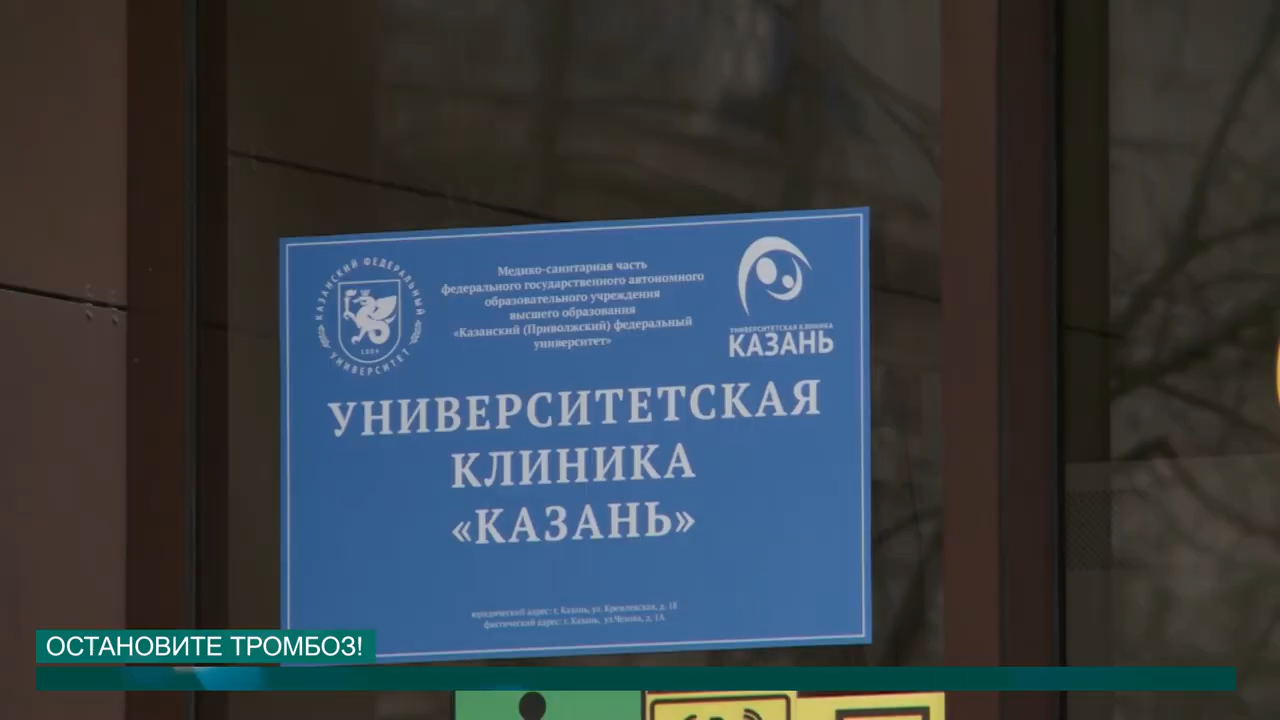 КАЗАНСКИЙ ФЕДЕРАЛЬНЫЙ УНИВЕРСИТЕТ
1804
Медико-санитарная часть
федерального государственного автономного
образовательного учреждения
высшего образования
«Казанский (Приволжский) федеральный
университет»
УНИВЕРСИТЕТСКАЯ КЛИНИКА
КАЗАНЬ
УНИВЕРСИТЕТСКАЯ
КЛИНИКА
«КАЗАНЬ»
юридический адрес: г. Казань, ул. Кремлевская, д. 18
фактический адрес: г. Казань, ул.Чехова, д. 1А
ОСТАНОВИТЕ ТРОМБОЗ!